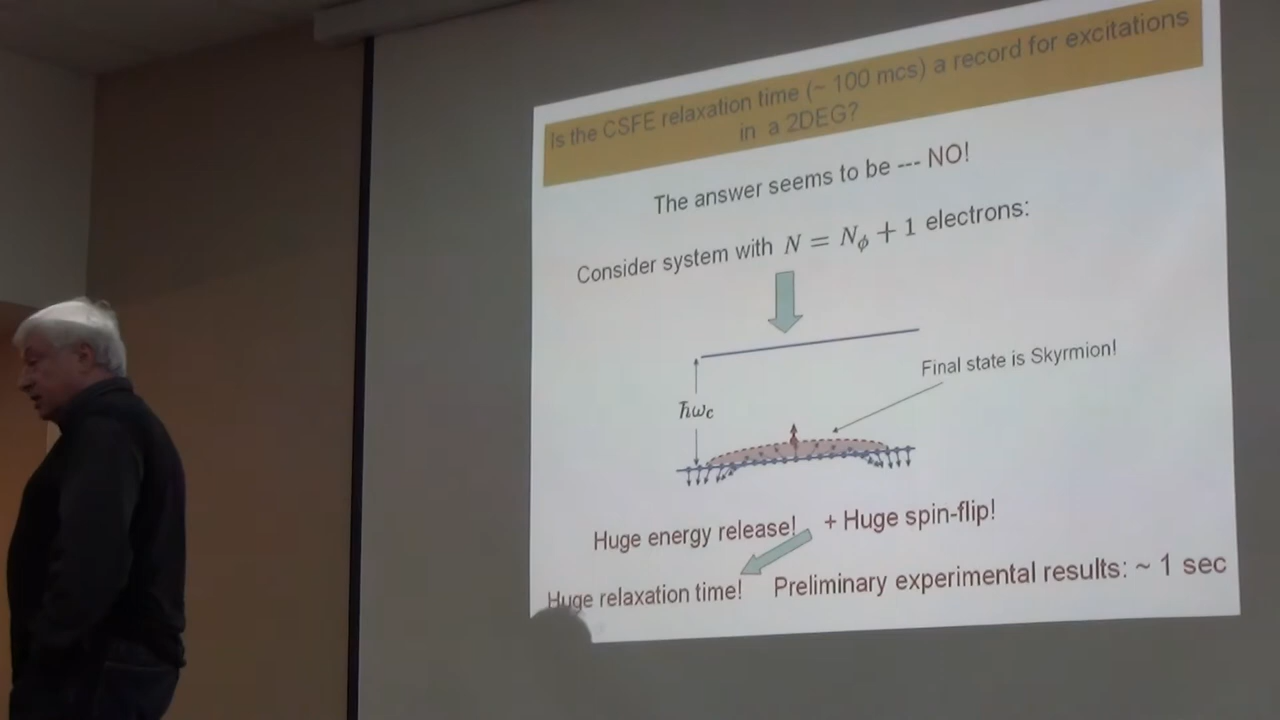 Is the CSFE relaxation time (~ 100 mcs) a record for excitations
in a 2DEG?
The answer seems to be --- NO!
Consider system with N = Nϕ + 1 electrons:
Final state is Skyrmion!
ħωc
Huge energy release! + Huge spin-flip!
Huge relaxation time! Preliminary experimental results: ~ 1 sec